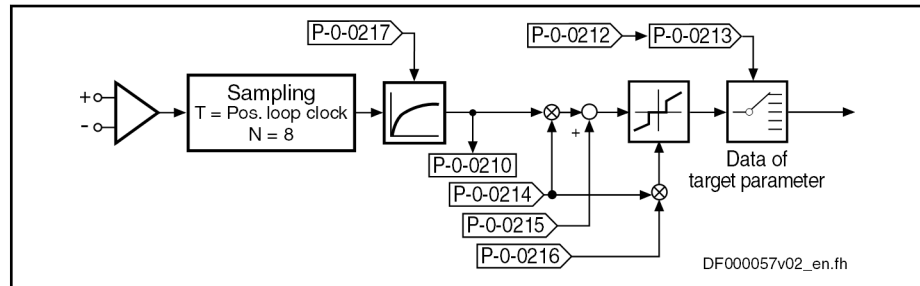 P-0-0217
P-0-0212
P-0-0213
+
-
Sampling
T = Pos. loop clock
N = 8
+
P-0-0210
P-0-0214
P-0-0215
P-0-0216
Data of
target parameter
DF000057v02_en.fh